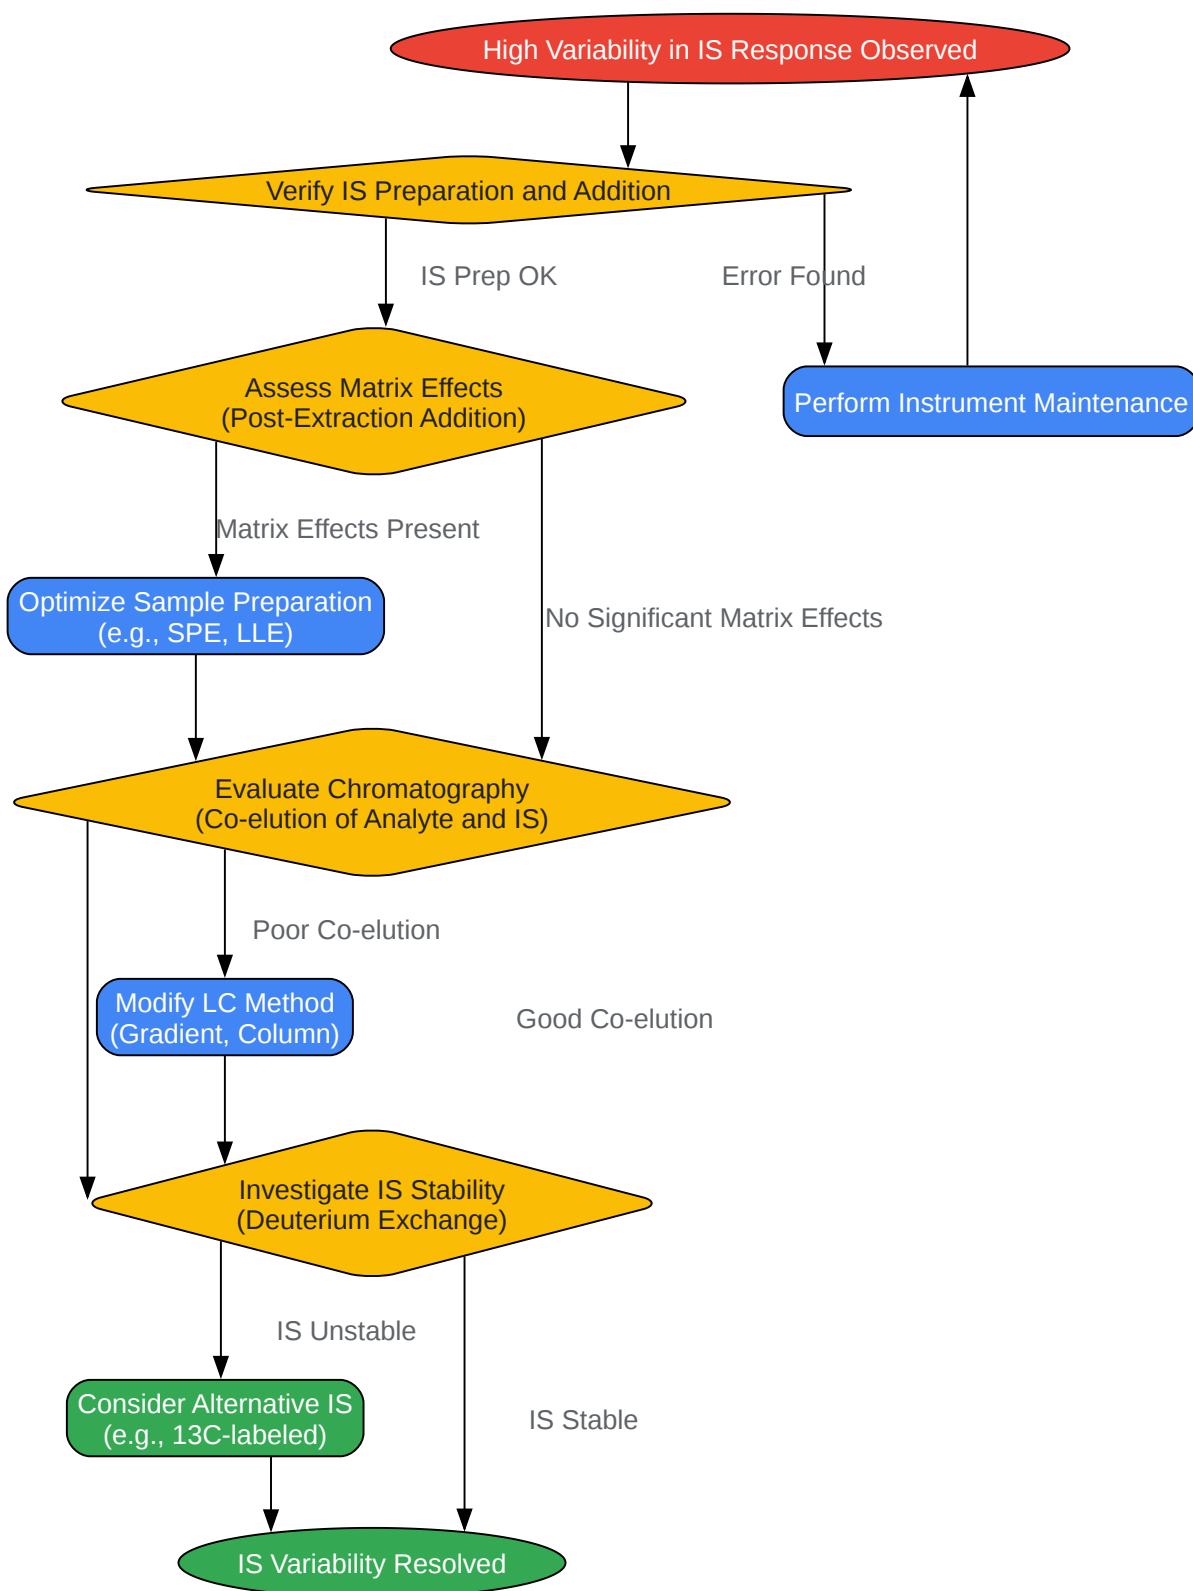 High Variability in IS Response Observed
Verify IS Preparation and Addition
IS Prep OK
Error Found
Assess Matrix Effects
(Post-Extraction Addition)
Perform Instrument Maintenance
Matrix Effects Present
Optimize Sample Preparation
(e.g., SPE, LLE)
No Significant Matrix Effects
Evaluate Chromatography
(Co-elution of Analyte and IS)
Poor Co-elution
Modify LC Method
(Gradient, Column)
Good Co-elution
Investigate IS Stability
(Deuterium Exchange)
IS Unstable
Consider Alternative IS
(e.g., 13C-labeled)
IS Stable
IS Variability Resolved